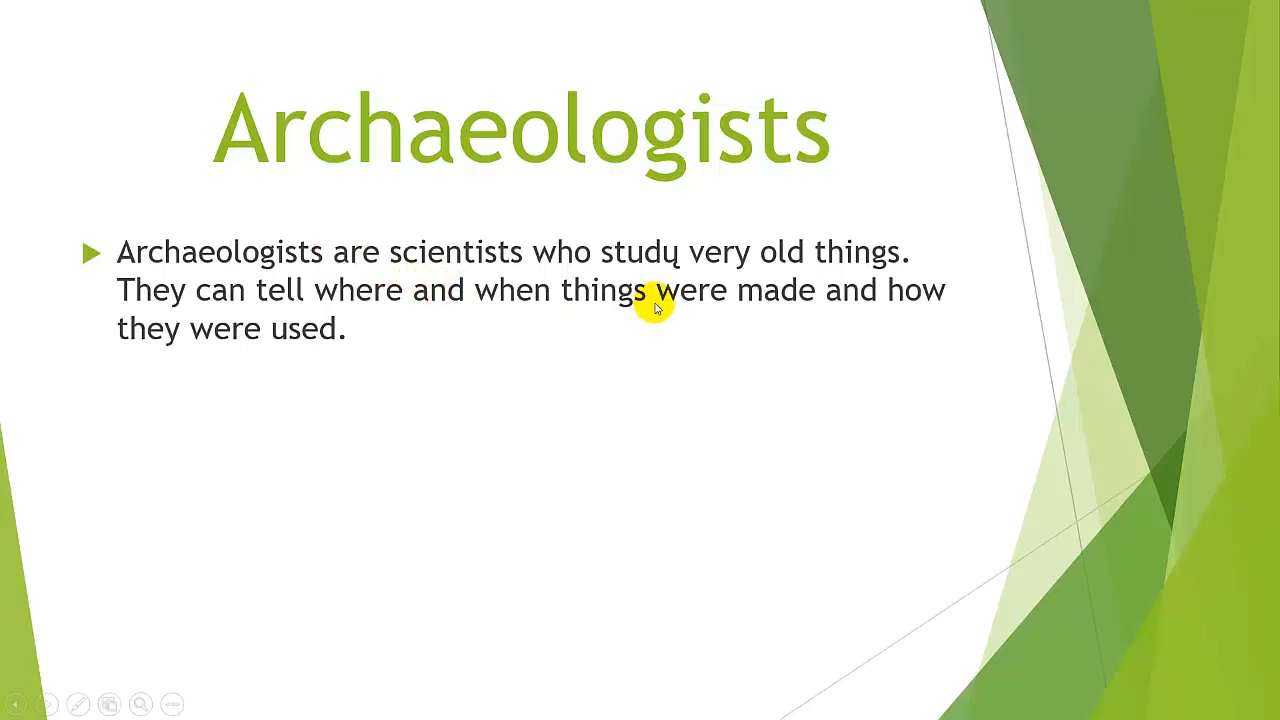 Archaeologists
Archaeologists are scientists who study very old things.
They can tell where and when things were made and how
they were used.